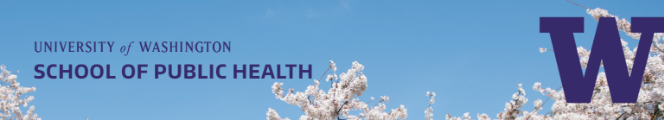 UNIVERSITY of WASHINGTON
SCHOOL OF PUBLIC HEALTH
W